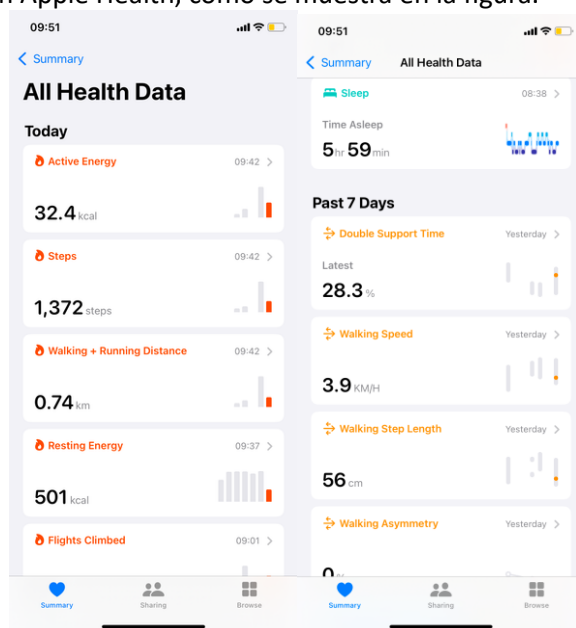 n Apple Health, como se muestra en la figura:
09:51
Summary
All Health Data
Today
Active Energy 09:42
32.4 kcal
Steps 09:42
1,372 steps
Walking + Running Distance 09:42
0.74 km
Resting Energy 09:37
501 kcal
Flights Climbed 09:01
Summary Sharing Browse
09:51
Summary All Health Data
Sleep 08:38
Time Asleep
5 hr 59 min
Past 7 Days
Double Support Time Yesterday
Latest
28.3 %
Walking Speed Yesterday
3.9 KM/H
Walking Step Length Yesterday
56 cm
Walking Asymmetry Yesterday
0 %
Summary Sharing Browse